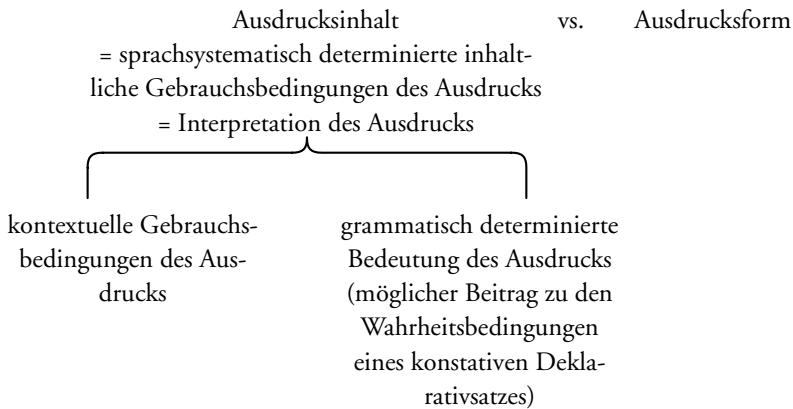 Ausdrucksinhalt vs. Ausdrucksform
= sprachsystematisch determinierte inhalt-
liche Gebrauchsbedingungen des Ausdrucks
= Interpretation des Ausdrucks
kontextuelle Gebrauchs-
bedingungen des Aus-
drucks
grammatisch determinierte
Bedeutung des Ausdrucks
(möglicher Beitrag zu den
Wahrheitsbedingungen
eines konstativen Dekla-
rativsatzes)